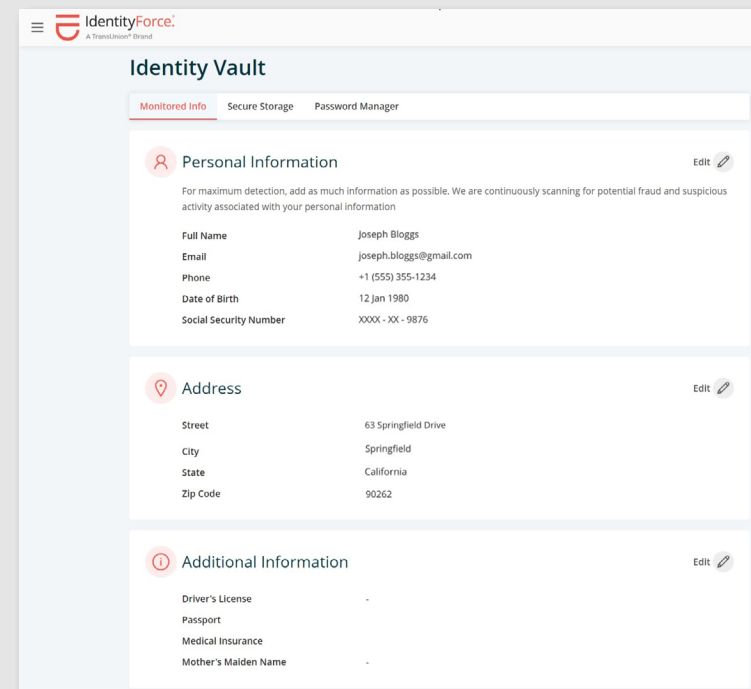 IdentityForce.
A TransUnion® Brand
Identity Vault
Monitored Info Secure Storage Password Manager
Personal Information Edit
For maximum detection, add as much information as possible. We are continuously scanning for potential fraud and suspicious
activity associated with your personal information
Full Name Joseph Bloggs
Email joseph.bloggs@gmail.com
Phone +1 (555) 355-1234
Date of Birth 12 Jan 1980
Social Security Number XXXX - XX - 9876
Address Edit
Street 63 Springfield Drive
City Springfield
State California
Zip Code 90262
Additional Information Edit
Driver's License -
Passport
Medical Insurance
Mother's Maiden Name -